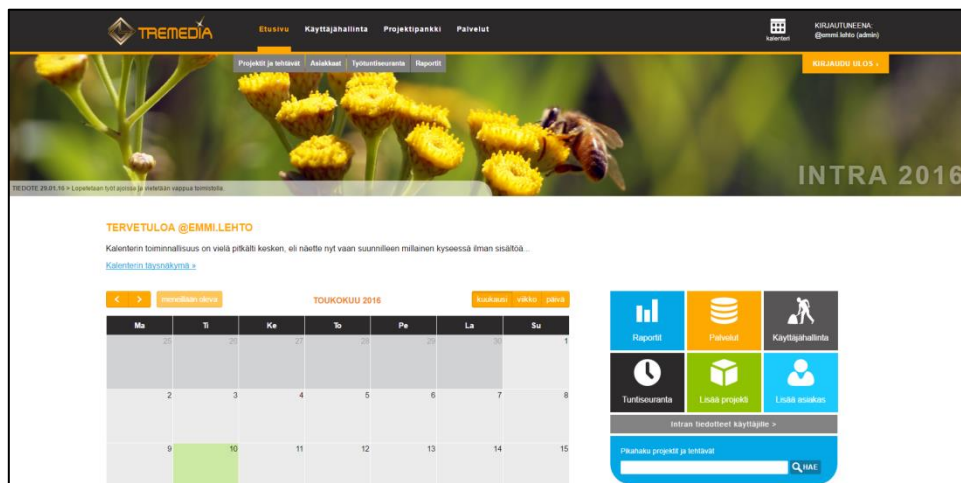 TREMEDIA
Etusivu Käyttäjähallinta Projektipankki Palvelut
kalenteri
KIRJAUTUNEENA:
@emmi.lehto (admin)
Projektit ja tehtävät Asiakkaat Työtuntiseuranta Raportit
KIRJAUDU ULOS ›
INTRA 2016
TIEDOTE 29.01.16 > Lopetetaan työt ajoissa ja vietetään vappua toimistolla.
TERVETULOA @EMMI.LEHTO
Kalenterin toiminnallisuus on vielä pitkälti kesken, eli näette nyt vaan suunnilleen millainen kyseessä ilman sisältöä...
Kalenterin täysnäkymä »
< > meneillään oleva TOUKOKUU 2016 kuukausi viikko päivä
Ma Ti Ke To Pe La Su
25 26 27 28 29 30 1
2 3 4 5 6 7 8
9 10 11 12 13 14 15
Raportit Palvelut Käyttäjähallinta
Tuntiseuranta Lisää projekti Lisää asiakas
Intran tiedotteet käyttäjille >
Pikahaku projektit ja tehtävät
HAE